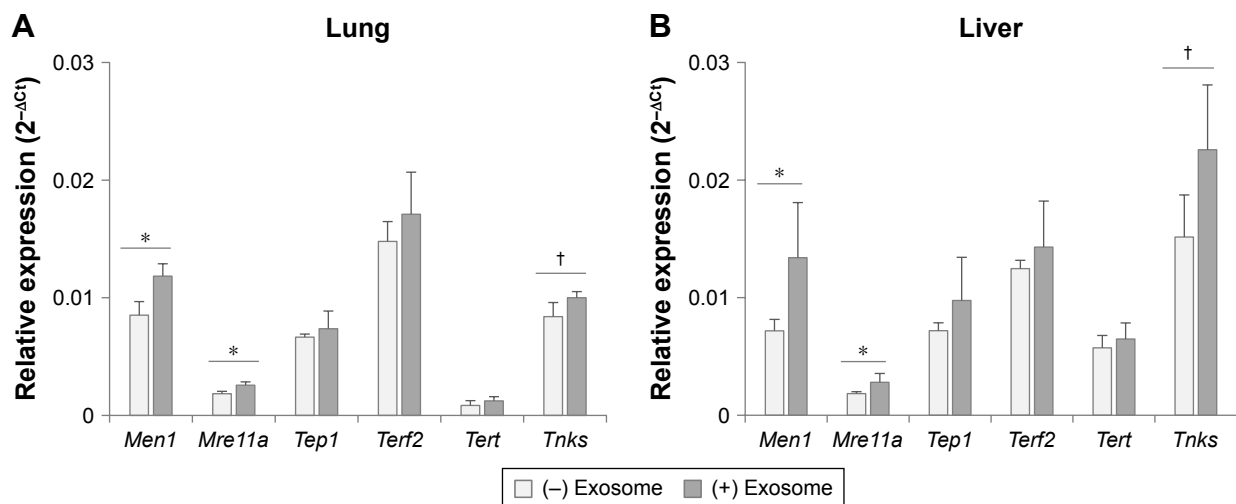 A Lung
Relative expression (2⁻ΔCt)
0.03
0.02
0.01
0
*
*
†
Men1 Mre11a Tep1 Terf2 Tert Tnks
B Liver
Relative expression (2⁻ΔCt)
0.03
0.02
0.01
0
*
*
†
Men1 Mre11a Tep1 Terf2 Tert Tnks
(–) Exosome (+) Exosome